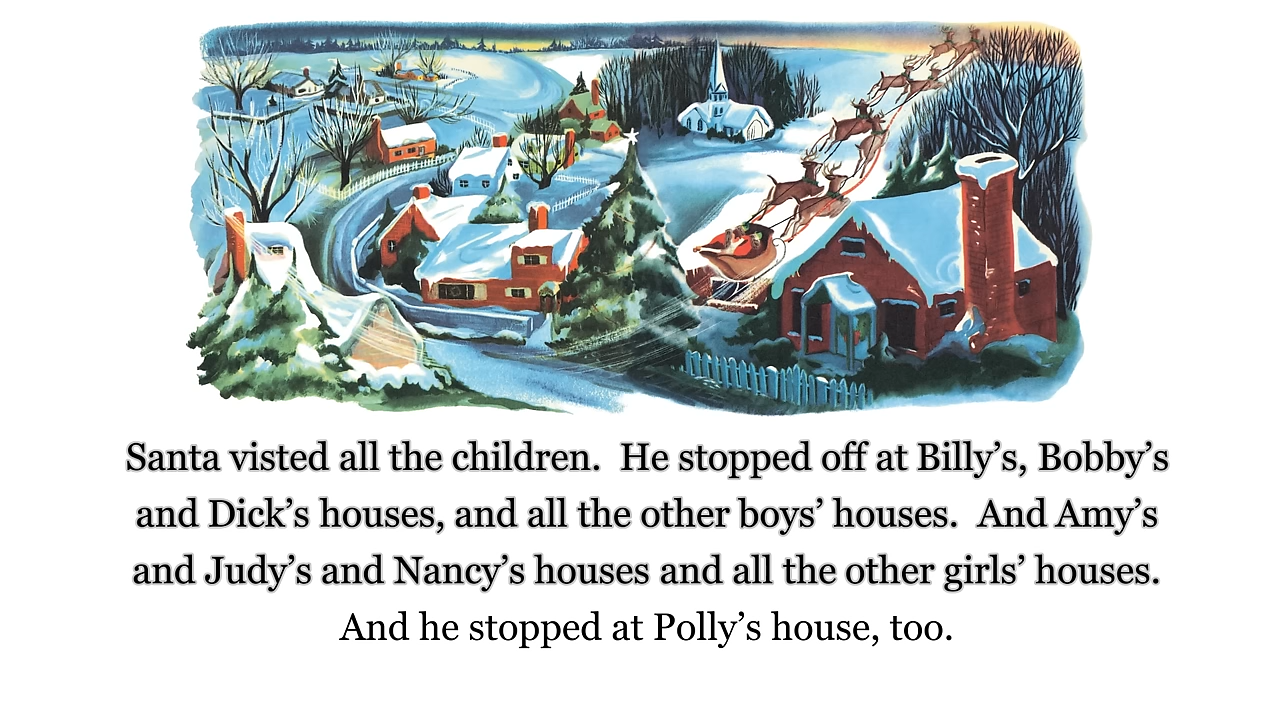 Santa visted all the children.  He stopped off at Billy’s, Bobby’s
and Dick’s houses, and all the other boys’ houses.  And Amy’s
and Judy’s and Nancy’s houses and all the other girls’ houses.
And he stopped at Polly’s house, too.